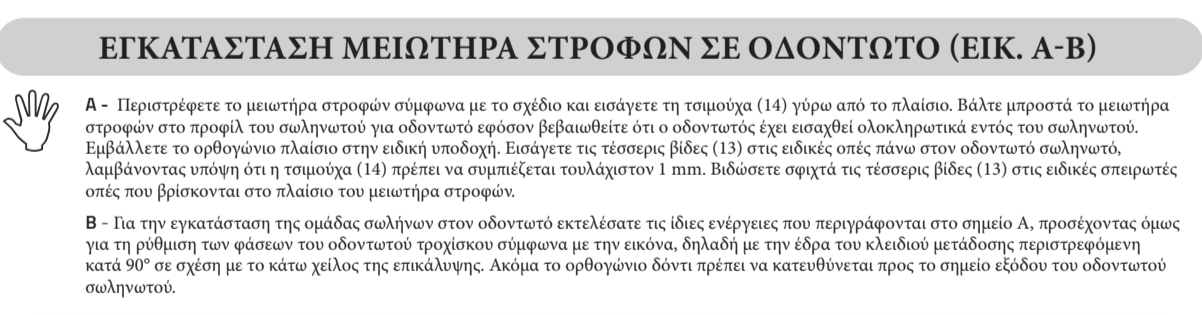 ΕΓΚΑΤΑΣΤΑΣΗ ΜΕΙΩΤΗΡΑ ΣΤΡΟΦΩΝ ΣΕ ΟΔΟΝΤΩΤΟ (ΕΙΚ. Α-Β)
Α - Περιστρέφετε το μειωτήρα στροφών σύμφωνα με το σχέδιο και εισάγετε τη τσιμούχα (14) γύρω από το πλαίσιο. Βάλτε μπροστά το μειωτήρα
στροφών στο προφίλ του σωληνωτού για οδοντωτό εφόσον βεβαιωθείτε ότι ο οδοντωτός έχει εισαχθεί ολοκληρωτικά εντός του σωληνωτού.
Εμβάλλετε το ορθογώνιο πλαίσιο στην ειδική υποδοχή. Εισάγετε τις τέσσερις βίδες (13) στις ειδικές οπές πάνω στον οδοντωτό σωληνωτό,
λαμβάνοντας υπόψη ότι η τσιμούχα (14) πρέπει να συμπιέζεται τουλάχιστον 1 mm. Βιδώσετε σφιχτά τις τέσσερις βίδες (13) στις ειδικές σπειρωτές
οπές που βρίσκονται στο πλαίσιο του μειωτήρα στροφών.
Β - Για την εγκατάσταση της ομάδας σωλήνων στον οδοντωτό εκτελέσατε τις ίδιες ενέργειες που περιγράφονται στο σημείο Α, προσέχοντας όμως
για τη ρύθμιση των φάσεων του οδοντωτού τροχίσκου σύμφωνα με την εικόνα, δηλαδή με την έδρα του κλειδιού μετάδοσης περιστρεφόμενη
κατά 90° σε σχέση με το κάτω χείλος της επικάλυψης. Ακόμα το ορθογώνιο δόντι πρέπει να κατευθύνεται προς το σημείο εξόδου του οδοντωτού
σωληνωτού.